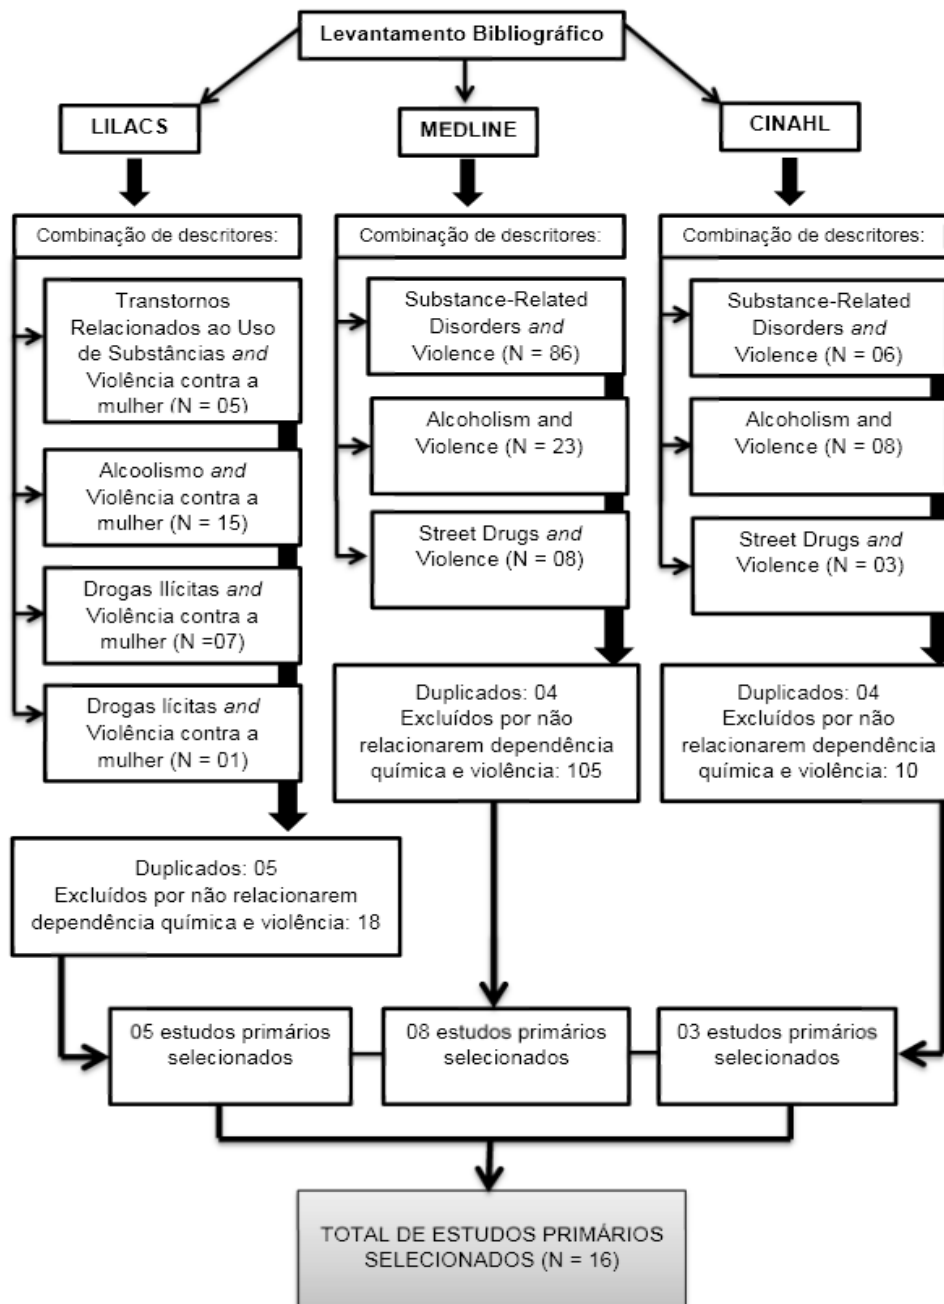 Levantamento Bibliográfico
LILACS
MEDLINE
CINAHL
Combinação de descritores:
Transtornos
Relacionados ao Uso
de Substâncias and
Violência contra a
mulher (N = 05)
Alcoolismo and
Violência contra a
mulher (N = 15)
Drogas Ilícitas and
Violência contra a
mulher (N =07)
Drogas lícitas and
Violência contra a
mulher (N = 01)
Duplicados: 05
Excluídos por não relacionarem
dependência química e violência: 18
Combinação de descritores:
Substance-Related
Disorders and
Violence (N = 86)
Alcoholism and
Violence (N = 23)
Street Drugs and
Violence (N = 08)
Duplicados: 04
Excluídos por não
relacionarem dependência
química e violência: 105
Combinação de descritores:
Substance-Related
Disorders and
Violence (N = 06)
Alcoholism and
Violence (N = 08)
Street Drugs and
Violence (N = 03)
Duplicados: 04
Excluídos por não
relacionarem dependência
química e violência: 10
05 estudos primários
selecionados
08 estudos primários
selecionados
03 estudos primários
selecionados
TOTAL DE ESTUDOS PRIMÁRIOS
SELECIONADOS (N = 16)